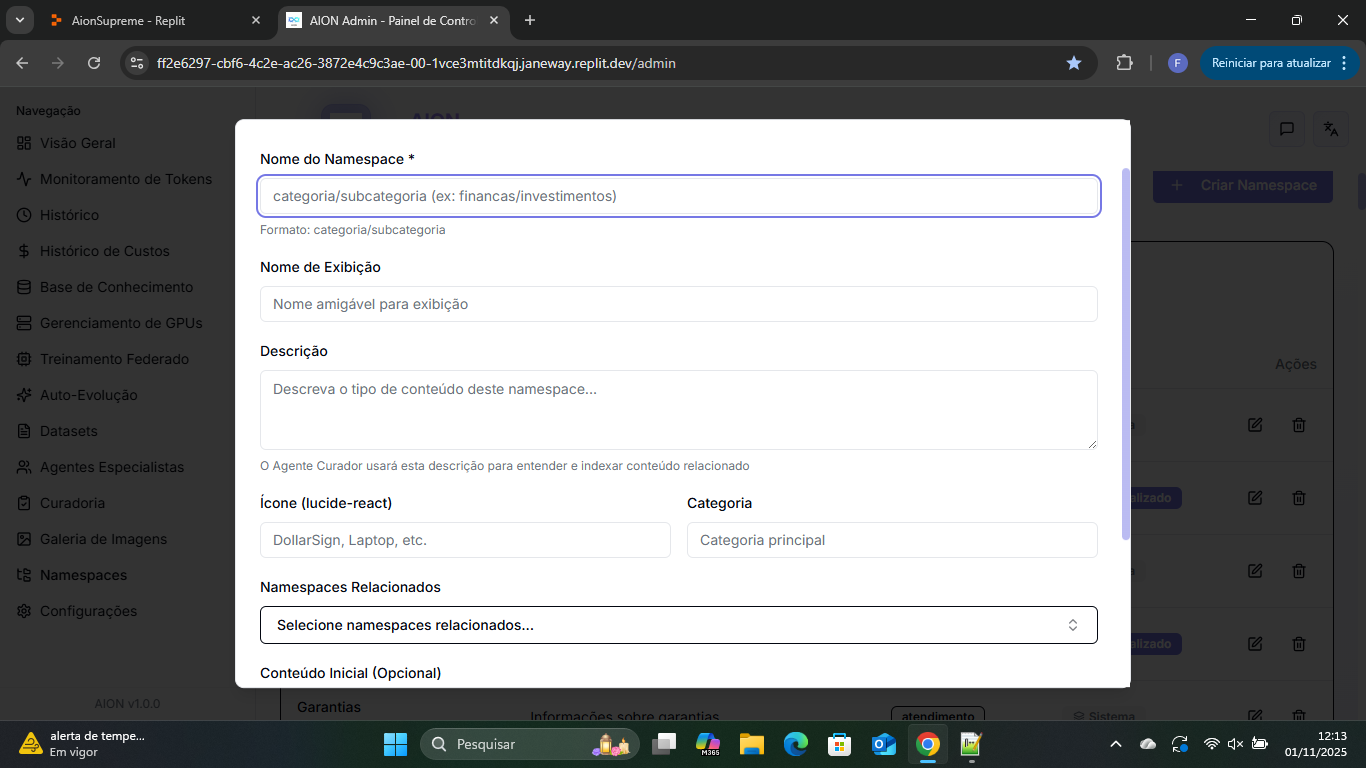 AionSupreme - Replit
AION Admin - Painel de Contro
ff2e6297-cbf6-4c2e-ac26-3872e4c9c3ae-00-1vce3mtitdkqj.janeway.replit.dev/admin
F
Reiniciar para atualizar
Navegação
Visão Geral
Monitoramento de Tokens
Histórico
Histórico de Custos
Base de Conhecimento
Gerenciamento de GPUs
Treinamento Federado
Auto-Evolução
Datasets
Agentes Especialistas
Curadoria
Galeria de Imagens
Namespaces
Configurações
AION v1.0.0
AION
Criar Namespace
Ações
alizado
alizado
Nome do Namespace *
categoria/subcategoria (ex: financas/investimentos)
Formato: categoria/subcategoria
Nome de Exibição
Nome amigável para exibição
Descrição
Descreva o tipo de conteúdo deste namespace...
O Agente Curador usará esta descrição para entender e indexar conteúdo relacionado
Ícone (lucide-react)
Categoria
DollarSign, Laptop, etc.
Categoria principal
Namespaces Relacionados
Selecione namespaces relacionados...
Conteúdo Inicial (Opcional)
Garantias
Informações sobre garantias
atendimento
Sistema
alerta de tempe...
Em vigor
Pesquisar
M365
12:13
01/11/2025